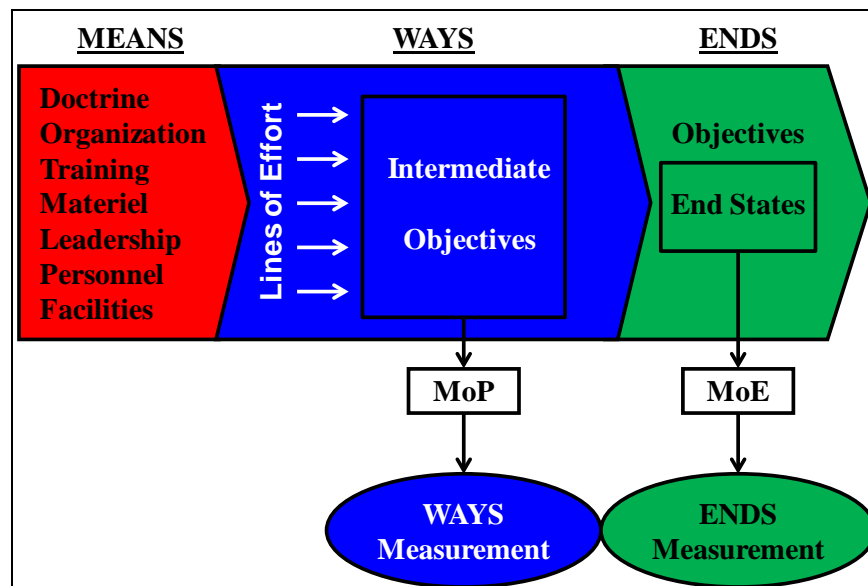 MEANS
WAYS
ENDS
Doctrine
Organization
Training
Materiel
Leadership
Personnel
Facilities
Lines of Effort
Intermediate
Objectives
Objectives
End States
MoP
MoE
WAYS
Measurement
ENDS
Measurement